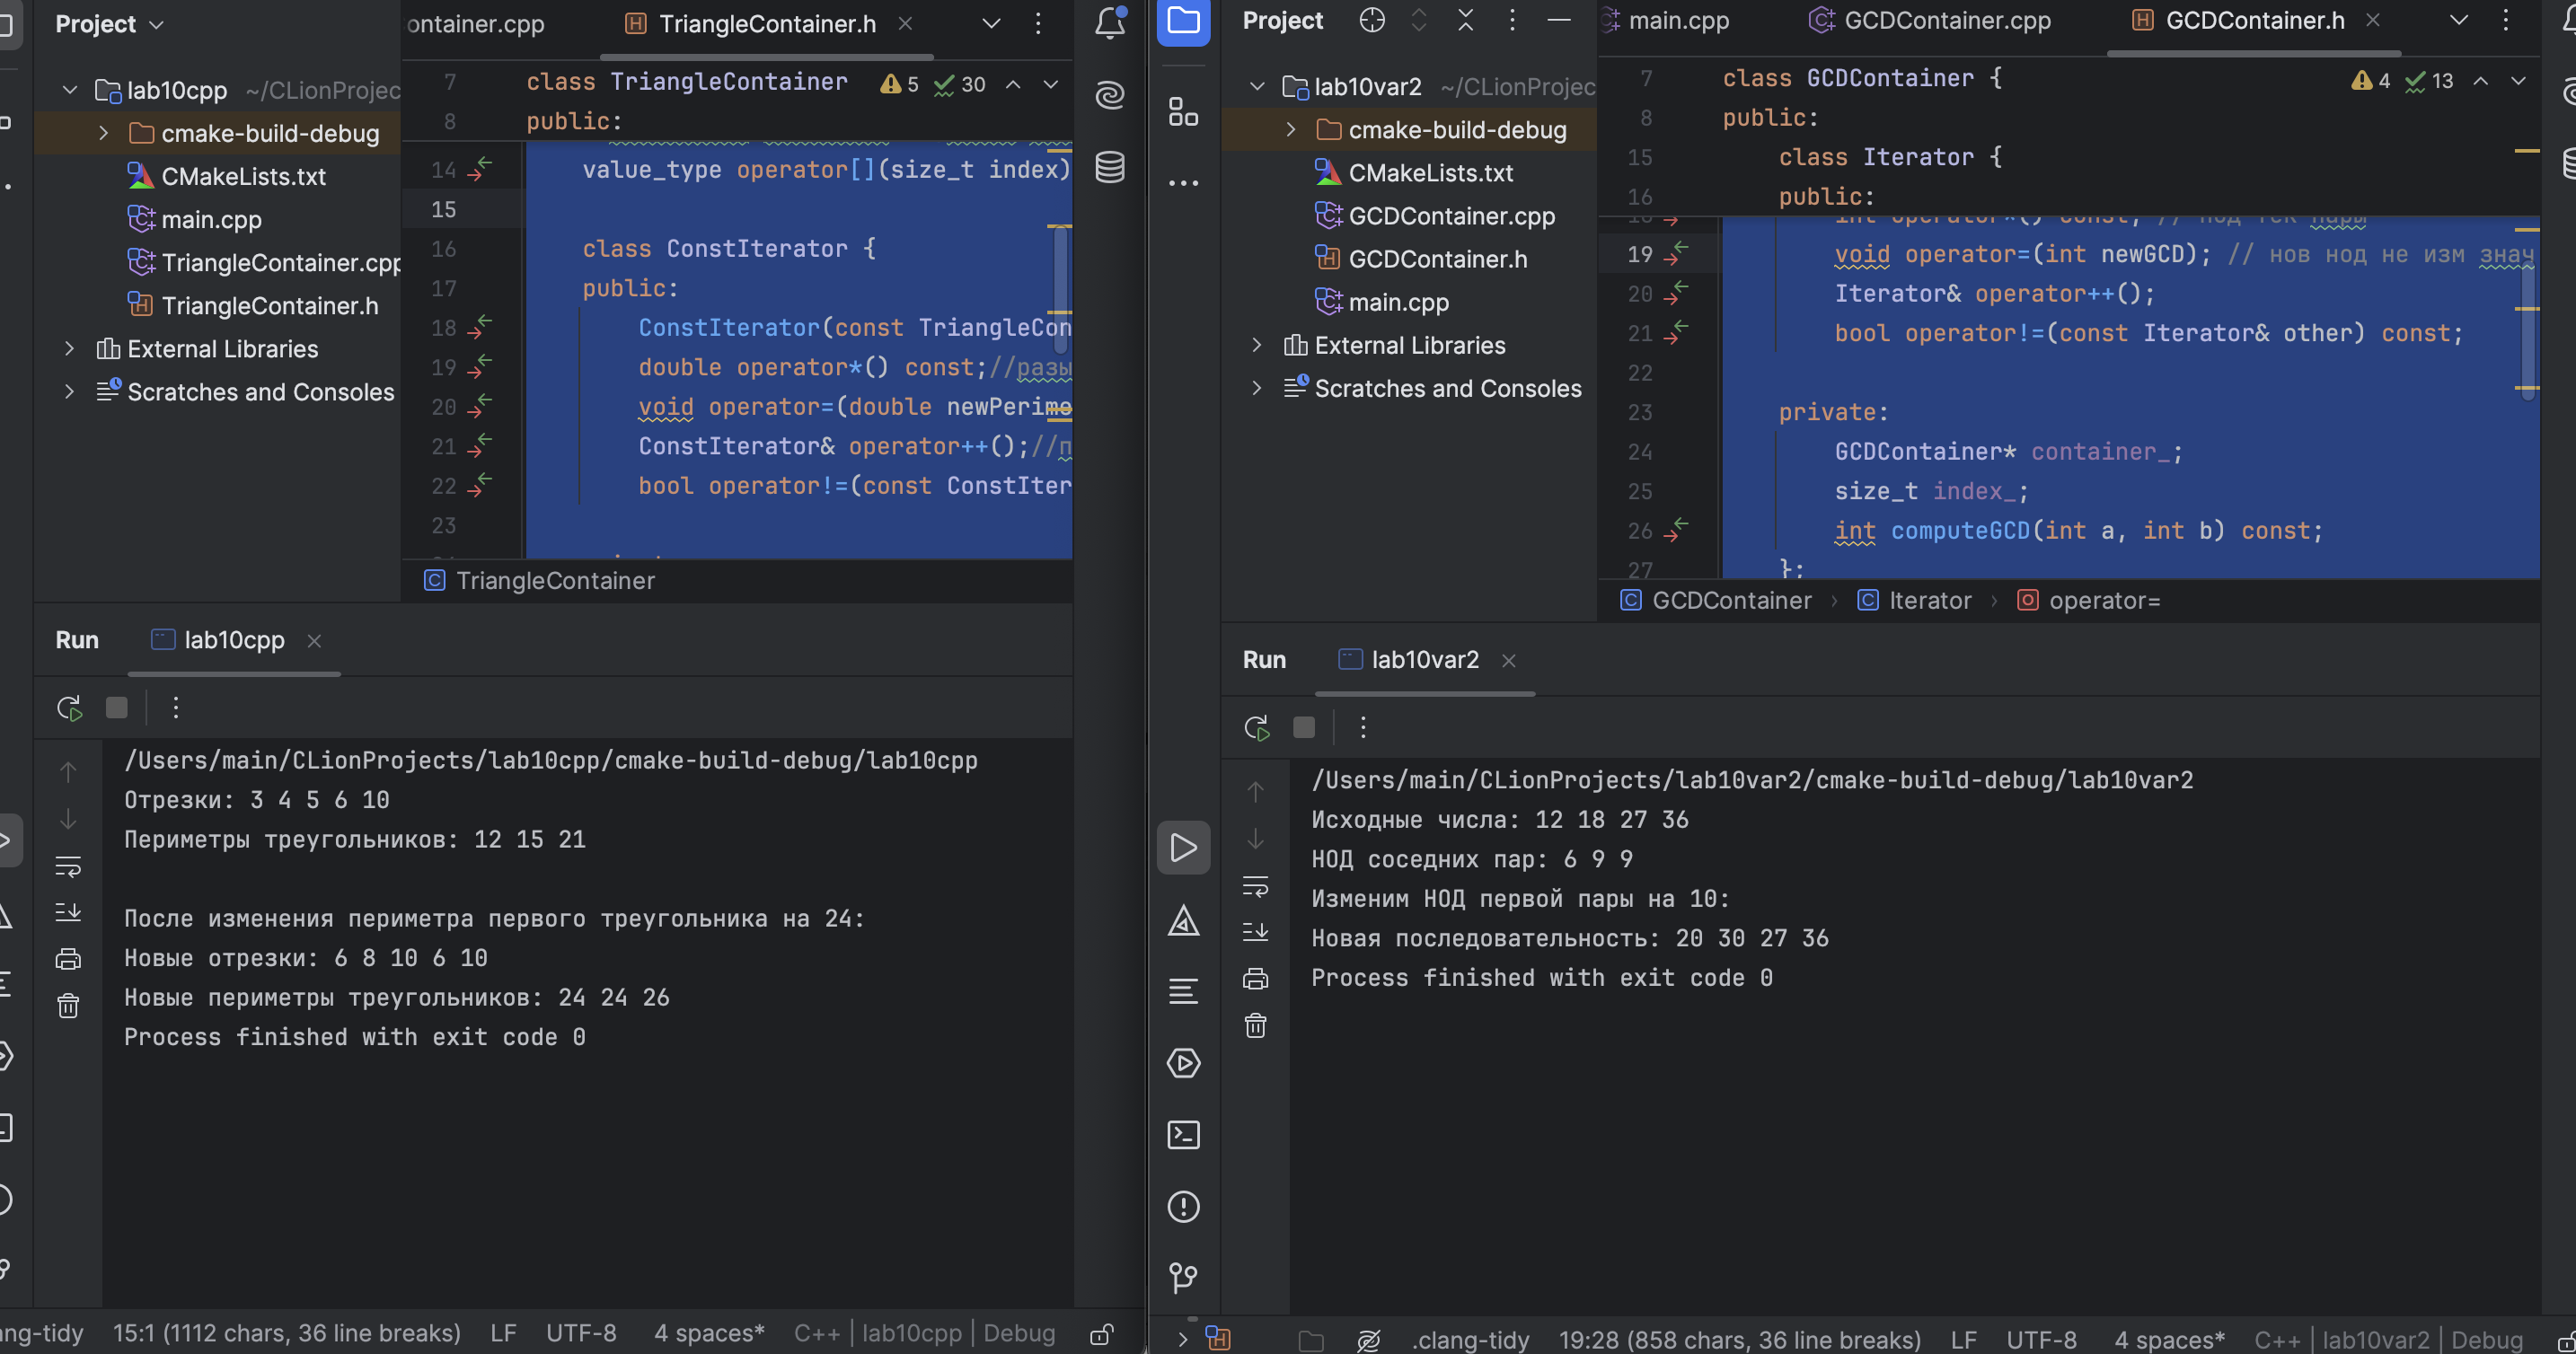 Project
ontainer.cpp
TriangleContainer.h
lab10cpp ~/CLionProjec
cmake-build-debug
CMakeLists.txt
main.cpp
TriangleContainer.cpp
TriangleContainer.h
External Libraries
Scratches and Consoles
7 class TriangleContainer
5 30
8 public:
14 value_type operator[](size_t index)
15
16 class ConstIterator {
17 public:
18 ConstIterator(const TriangleCon
19 double operator*() const;//разы
20 void operator=(double newPerime
21 ConstIterator& operator++();//п
22 bool operator!=(const ConstIter
23
TriangleContainer
Run lab10cpp
/Users/main/CLionProjects/lab10cpp/cmake-build-debug/lab10cpp
Отрезки: 3 4 5 6 10
Периметры треугольников: 12 15 21
После изменения периметра первого треугольника на 24:
Новые отрезки: 6 8 10 6 10
Новые периметры треугольников: 24 24 26
Process finished with exit code 0
ng-tidy 15:1 (1112 chars, 36 line breaks) LF UTF-8 4 spaces* C++ | lab10cpp | Debug
Project
main.cpp
GCDContainer.cpp
GCDContainer.h
lab10var2 ~/CLionProjec
cmake-build-debug
CMakeLists.txt
GCDContainer.cpp
GCDContainer.h
main.cpp
External Libraries
Scratches and Consoles
7 class GCDContainer {
4 13
8 public:
15 class Iterator {
16 public:
18 int operator*() const; // нод тек пары
19 void operator=(int newGCD); // нов нод не изм знач
20 Iterator& operator++();
21 bool operator!=(const Iterator& other) const;
22
23 private:
24 GCDContainer* container_;
25 size_t index_;
26 int computeGCD(int a, int b) const;
27 };
GCDContainer › Iterator › operator=
Run lab10var2
/Users/main/CLionProjects/lab10var2/cmake-build-debug/lab10var2
Исходные числа: 12 18 27 36
НОД соседних пар: 6 9 9
Изменим НОД первой пары на 10:
Новая последовательность: 20 30 27 36
Process finished with exit code 0
.clang-tidy 19:28 (858 chars, 36 line breaks) LF UTF-8 4 spaces* C++ | lab10var2 | Debug